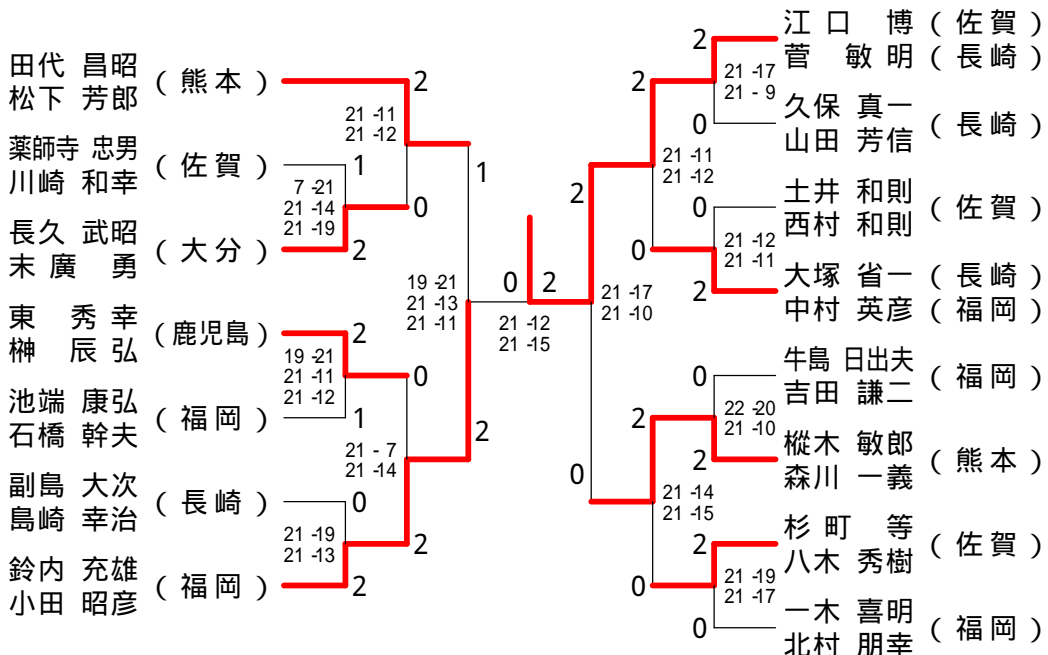 田代 昌昭
松下 芳郎
(熊本)
2
21 -11
21 -12
薬師寺 忠男
川崎 和幸
(佐賀)
1
7 -21
21 -14
21 -19
0
長久 武昭
末廣 勇
(大分)
2
1
19 -21
21 -13
21 -11
東 秀幸
榊 辰弘
(鹿児島)
2
19 -21
21 -11
21 -12
0
池端 康弘
石橋 幹夫
(福岡)
1
21 - 7
21 -14
2
副島 大次
島崎 幸治
(長崎)
0
21 -19
21 -13
2
鈴内 充雄
小田 昭彦
(福岡)
2
0 2
21 -12
21 -15
江口 博 (佐賀)
菅 敏明 (長崎)
2
21 -17
21 - 9
2
久保 真一
山田 芳信
(長崎)
0
21 -11
21 -12
2
土井 和則
西村 和則
(佐賀)
0
21 -12
21 -11
0
大塚 省一 (長崎)
中村 英彦 (福岡)
2
21 -17
21 -10
牛島 日出夫
吉田 謙二
(福岡)
0
22 -20
21 -10
2
樅木 敏郎
森川 一義
(熊本)
2
0
21 -14
21 -15
杉町 等
八木 秀樹
(佐賀)
2
21 -19
21 -17
0
一木 喜明
北村 朋幸
(福岡)
0